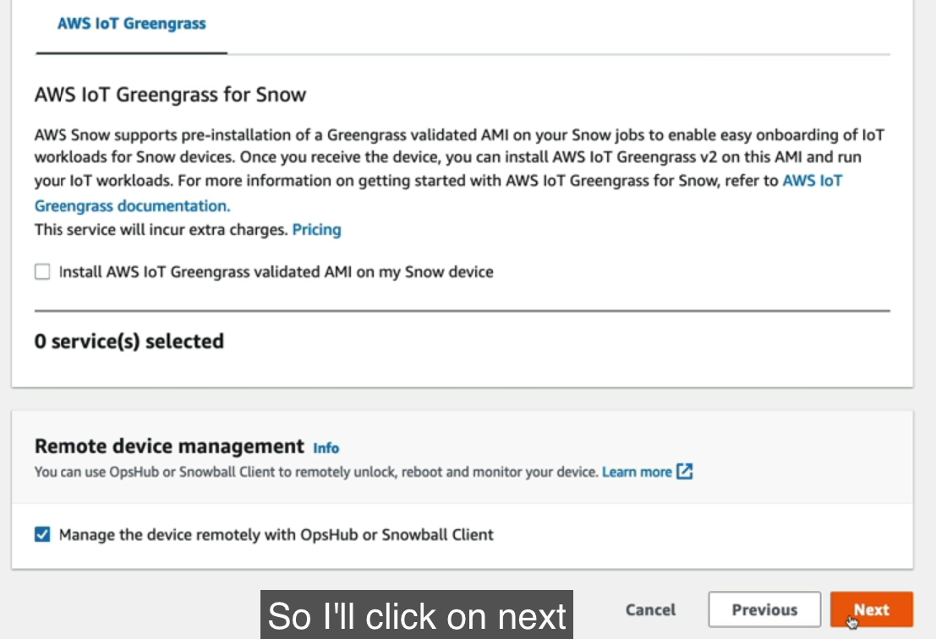 AWS IoT Greengrass
AWS IoT Greengrass for Snow
AWS Snow supports pre-installation of a Greengrass validated AMI on your Snow jobs to enable easy onboarding of IoT
workloads for Snow devices. Once you receive the device, you can install AWS IoT Greengrass v2 on this AMI and run
your IoT workloads. For more information on getting started with AWS IoT Greengrass for Snow, refer to AWS IoT
Greengrass documentation.
This service will incur extra charges. Pricing
Install AWS IoT Greengrass validated AMI on my Snow device
0 service(s) selected
Remote device management Info
You can use OpsHub or Snowball Client to remotely unlock, reboot and monitor your device. Learn more
Manage the device remotely with OpsHub or Snowball Client
So I'll click on next
Cancel Previous Next